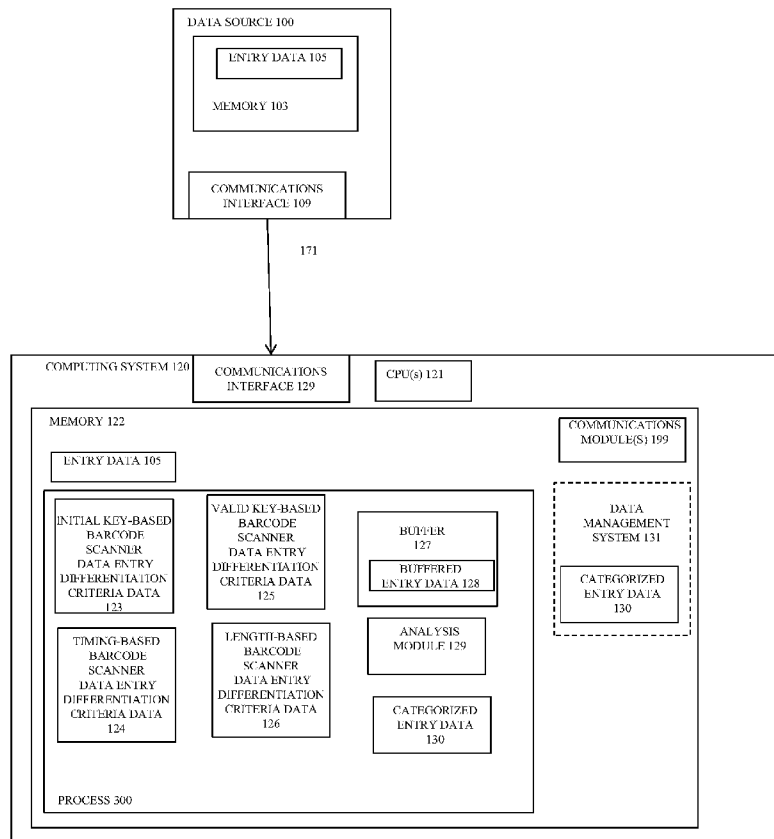 DATA SOURCE 100
ENTRY DATA 105
MEMORY 103
COMMUNICATIONS
INTERFACE 109
171
COMPUTING SYSTEM 120
COMMUNICATIONS
INTERFACE 129
CPU(s) 121
MEMORY 122
COMMUNICATIONS
MODULE(S) 199
ENTRY DATA 105
INITIAL KEY-BASED
BARCODE
SCANNER
DATA ENTRY
DIFFERENTIATION
CRITERIA DATA
123
VALID KEY-BASED
BARCODE
SCANNER
DATA ENTRY
DIFFERENTIATION
CRITERIA DATA
125
BUFFER
127
BUFFERED
ENTRY DATA 128
DATA
MANAGEMENT
SYSTEM 131
CATEGORIZED
ENTRY DATA
130
TIMING-BASED
BARCODE
SCANNER
DATA ENTRY
DIFFERENTIATION
CRITERIA DATA
124
LENGTH-BASED
BARCODE
SCANNER
DATA ENTRY
DIFFERENTIATION
CRITERIA DATA
126
ANALYSIS
MODULE 129
CATEGORIZED
ENTRY DATA
130
PROCESS 300